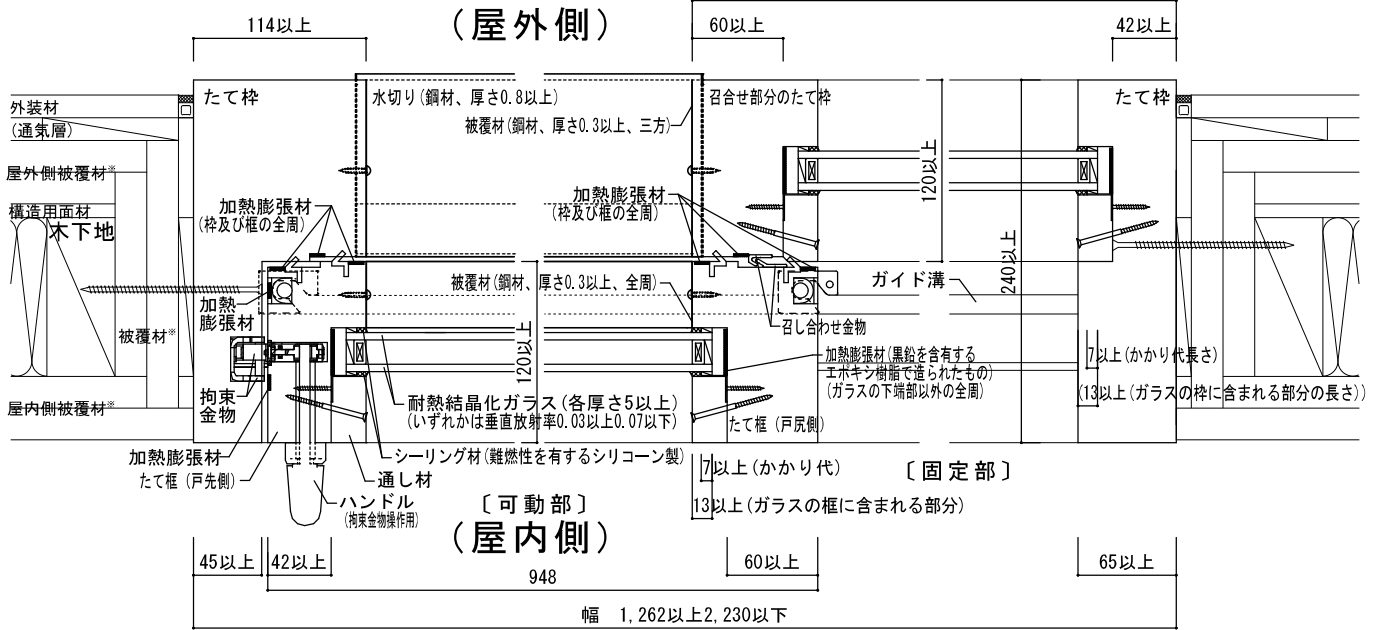 (屋外側)
114以上
60以上
42以上
たて枠
水切り(鋼材、厚さ0.8以上)
召合せ部分のたて枠
たて枠
外装材
(通気層)
被覆材(鋼材、厚さ0.3以上、三方)
120以上
屋外側被覆材※
加熱膨張材
(枠及び框の全周)
加熱膨張材
(枠及び框の全周)
構造用面材
木下地
240以上
被覆材(鋼材、厚さ0.3以上、全周)
ガイド溝
加熱
膨張材
召し合わせ金物
被覆材※
120以上
加熱膨張材(黒鉛を含有する
エポキシ樹脂で造られたもの)
(ガラスの下端部以外の全周)
7以上(かかり代長さ)
(13以上(ガラスの枠に含まれる部分の長さ))
拘束
金物
耐熱結晶化ガラス(各厚さ5以上)
(いずれかは垂直放射率0.03以上0.07以下)
屋内側被覆材※
たて框(戸尻側)
加熱膨張材
シーリング材(難燃性を有するシリコーン製)
たて框(戸先側)
通し材
7以上(かかり代)
〔固定部〕
ハンドル
(拘束金物操作用)
〔可動部〕
13以上(ガラスの框に含まれる部分)
(屋内側)
45以上
42以上
948
60以上
65以上
幅 1,262以上2,230以下